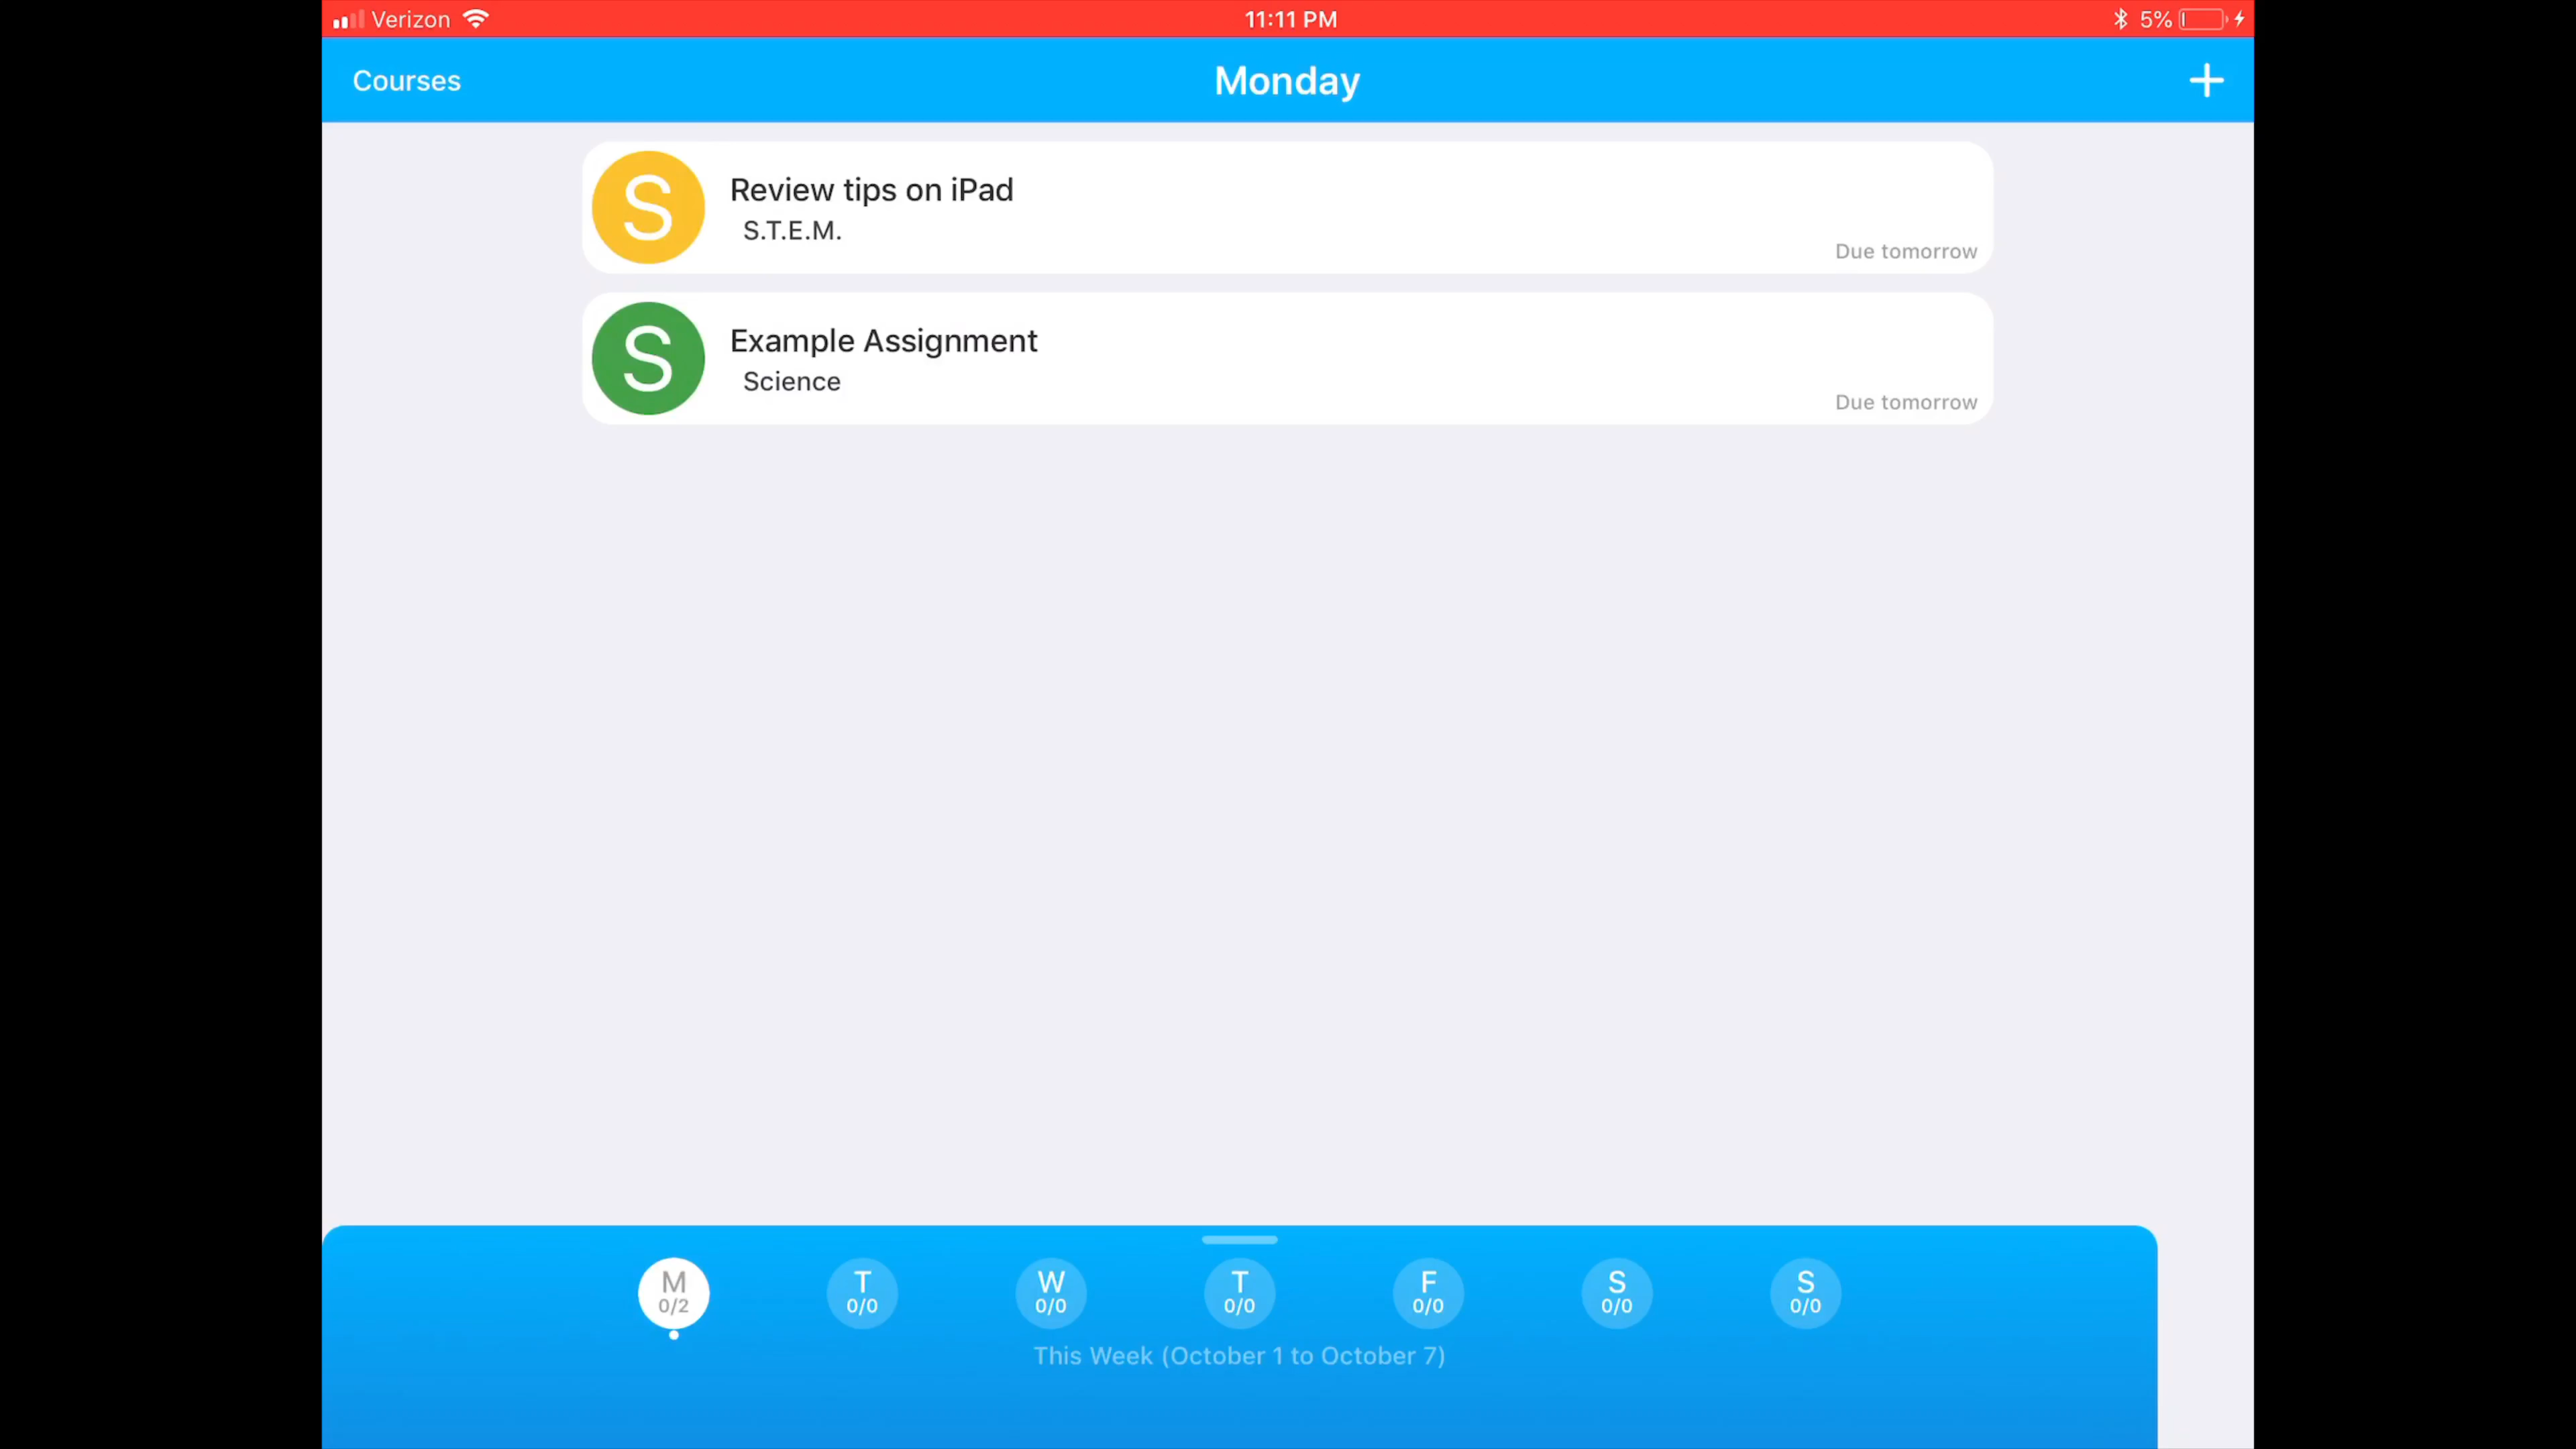 Verizon 11:11 PM 5%
Courses Monday
S Review tips on iPad
S.T.E.M.
Due tomorrow
S Example Assignment
Science
Due tomorrow
M T W T F S S
0/2 0/0 0/0 0/0 0/0 0/0 0/0
This Week (October 1 to October 7)